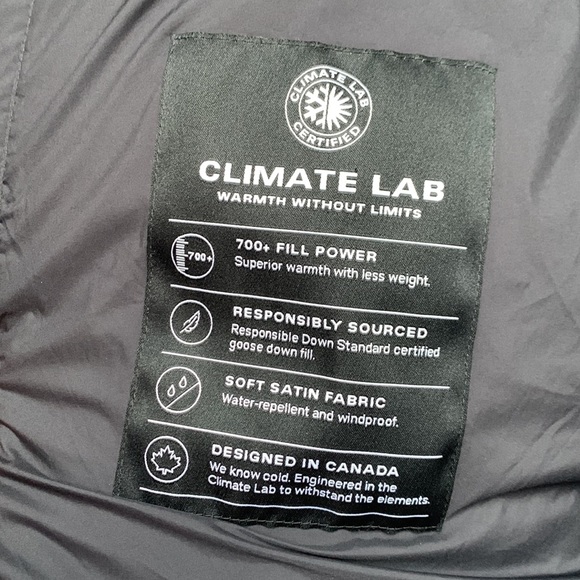 CLIMATE LAB
CERTIFIED
CLIMATE LAB
WARMTH WITHOUT LIMITS
-700+
700+ FILL POWER
Superior warmth with less weight.
RESPONSIBLY SOURCED
Responsible Down Standard certified
goose down fill.
SOFT SATIN FABRIC
Water-repellent and windproof.
DESIGNED IN CANADA
We know cold. Engineered in the
Climate Lab to withstand the elements.